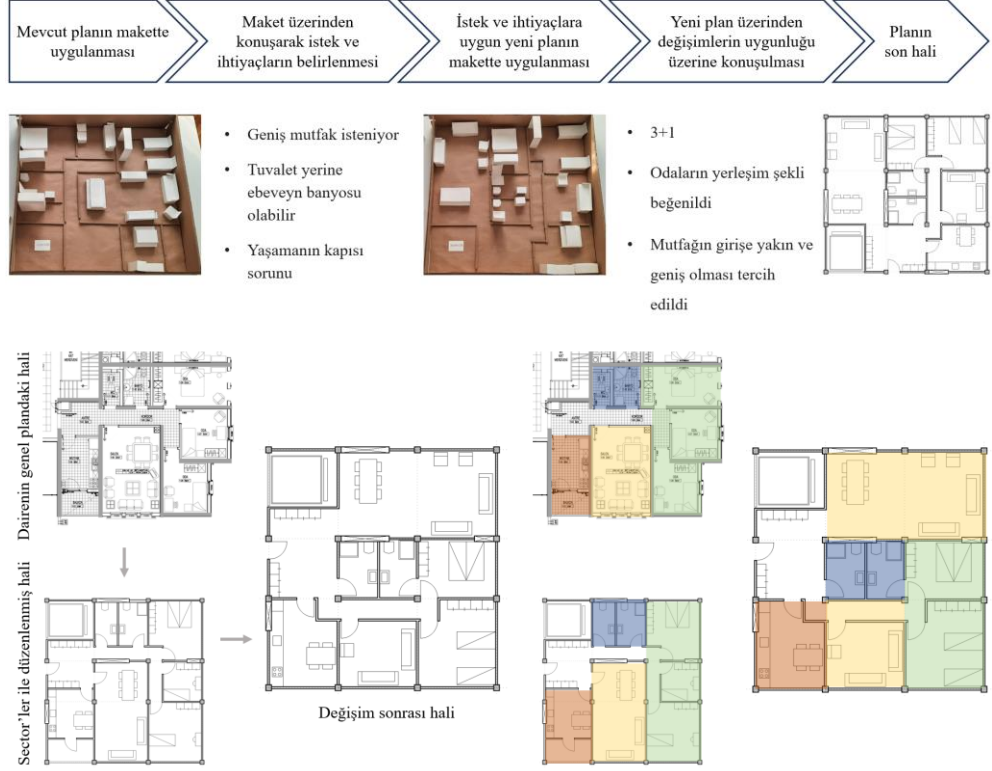 Mevcut planın makette
uygulanması
Maket üzerinden
konuşarak istek ve
ihtiyaçların belirlenmesi
İstek ve ihtiyaçlara
uygun yeni planın
makette uygulanması
Yeni plan üzerinden
değişimlerin uygunluğu
üzerine konuşulması
Planın
son hali
• Geniş mutfak isteniyor
• Tuvalet yerine
ebeveyn banyosu
olabilir
• Yaşamanın kapısı
sorunu
• 3+1
• Odaların yerleşim şekli
beğenildi
• Mutfağın girişe yakın ve
geniş olması tercih
edildi
Dairenin genel plandaki hali
Sector’ler ile düzenlenmiş hali
Değişim sonrası hali